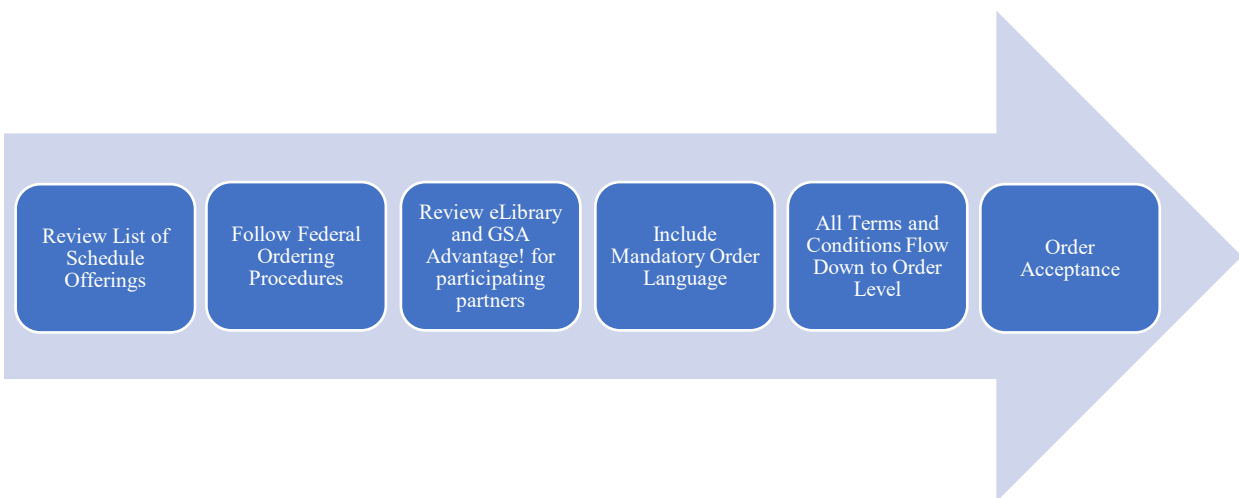 Review List of
Schedule
Offerings
Follow Federal
Ordering
Procedures
Review eLibrary
and GSA
Advantage! for
participating
partners
Include
Mandatory Order
Language
All Terms and
Conditions Flow
Down to Order
Level
Order
Acceptance